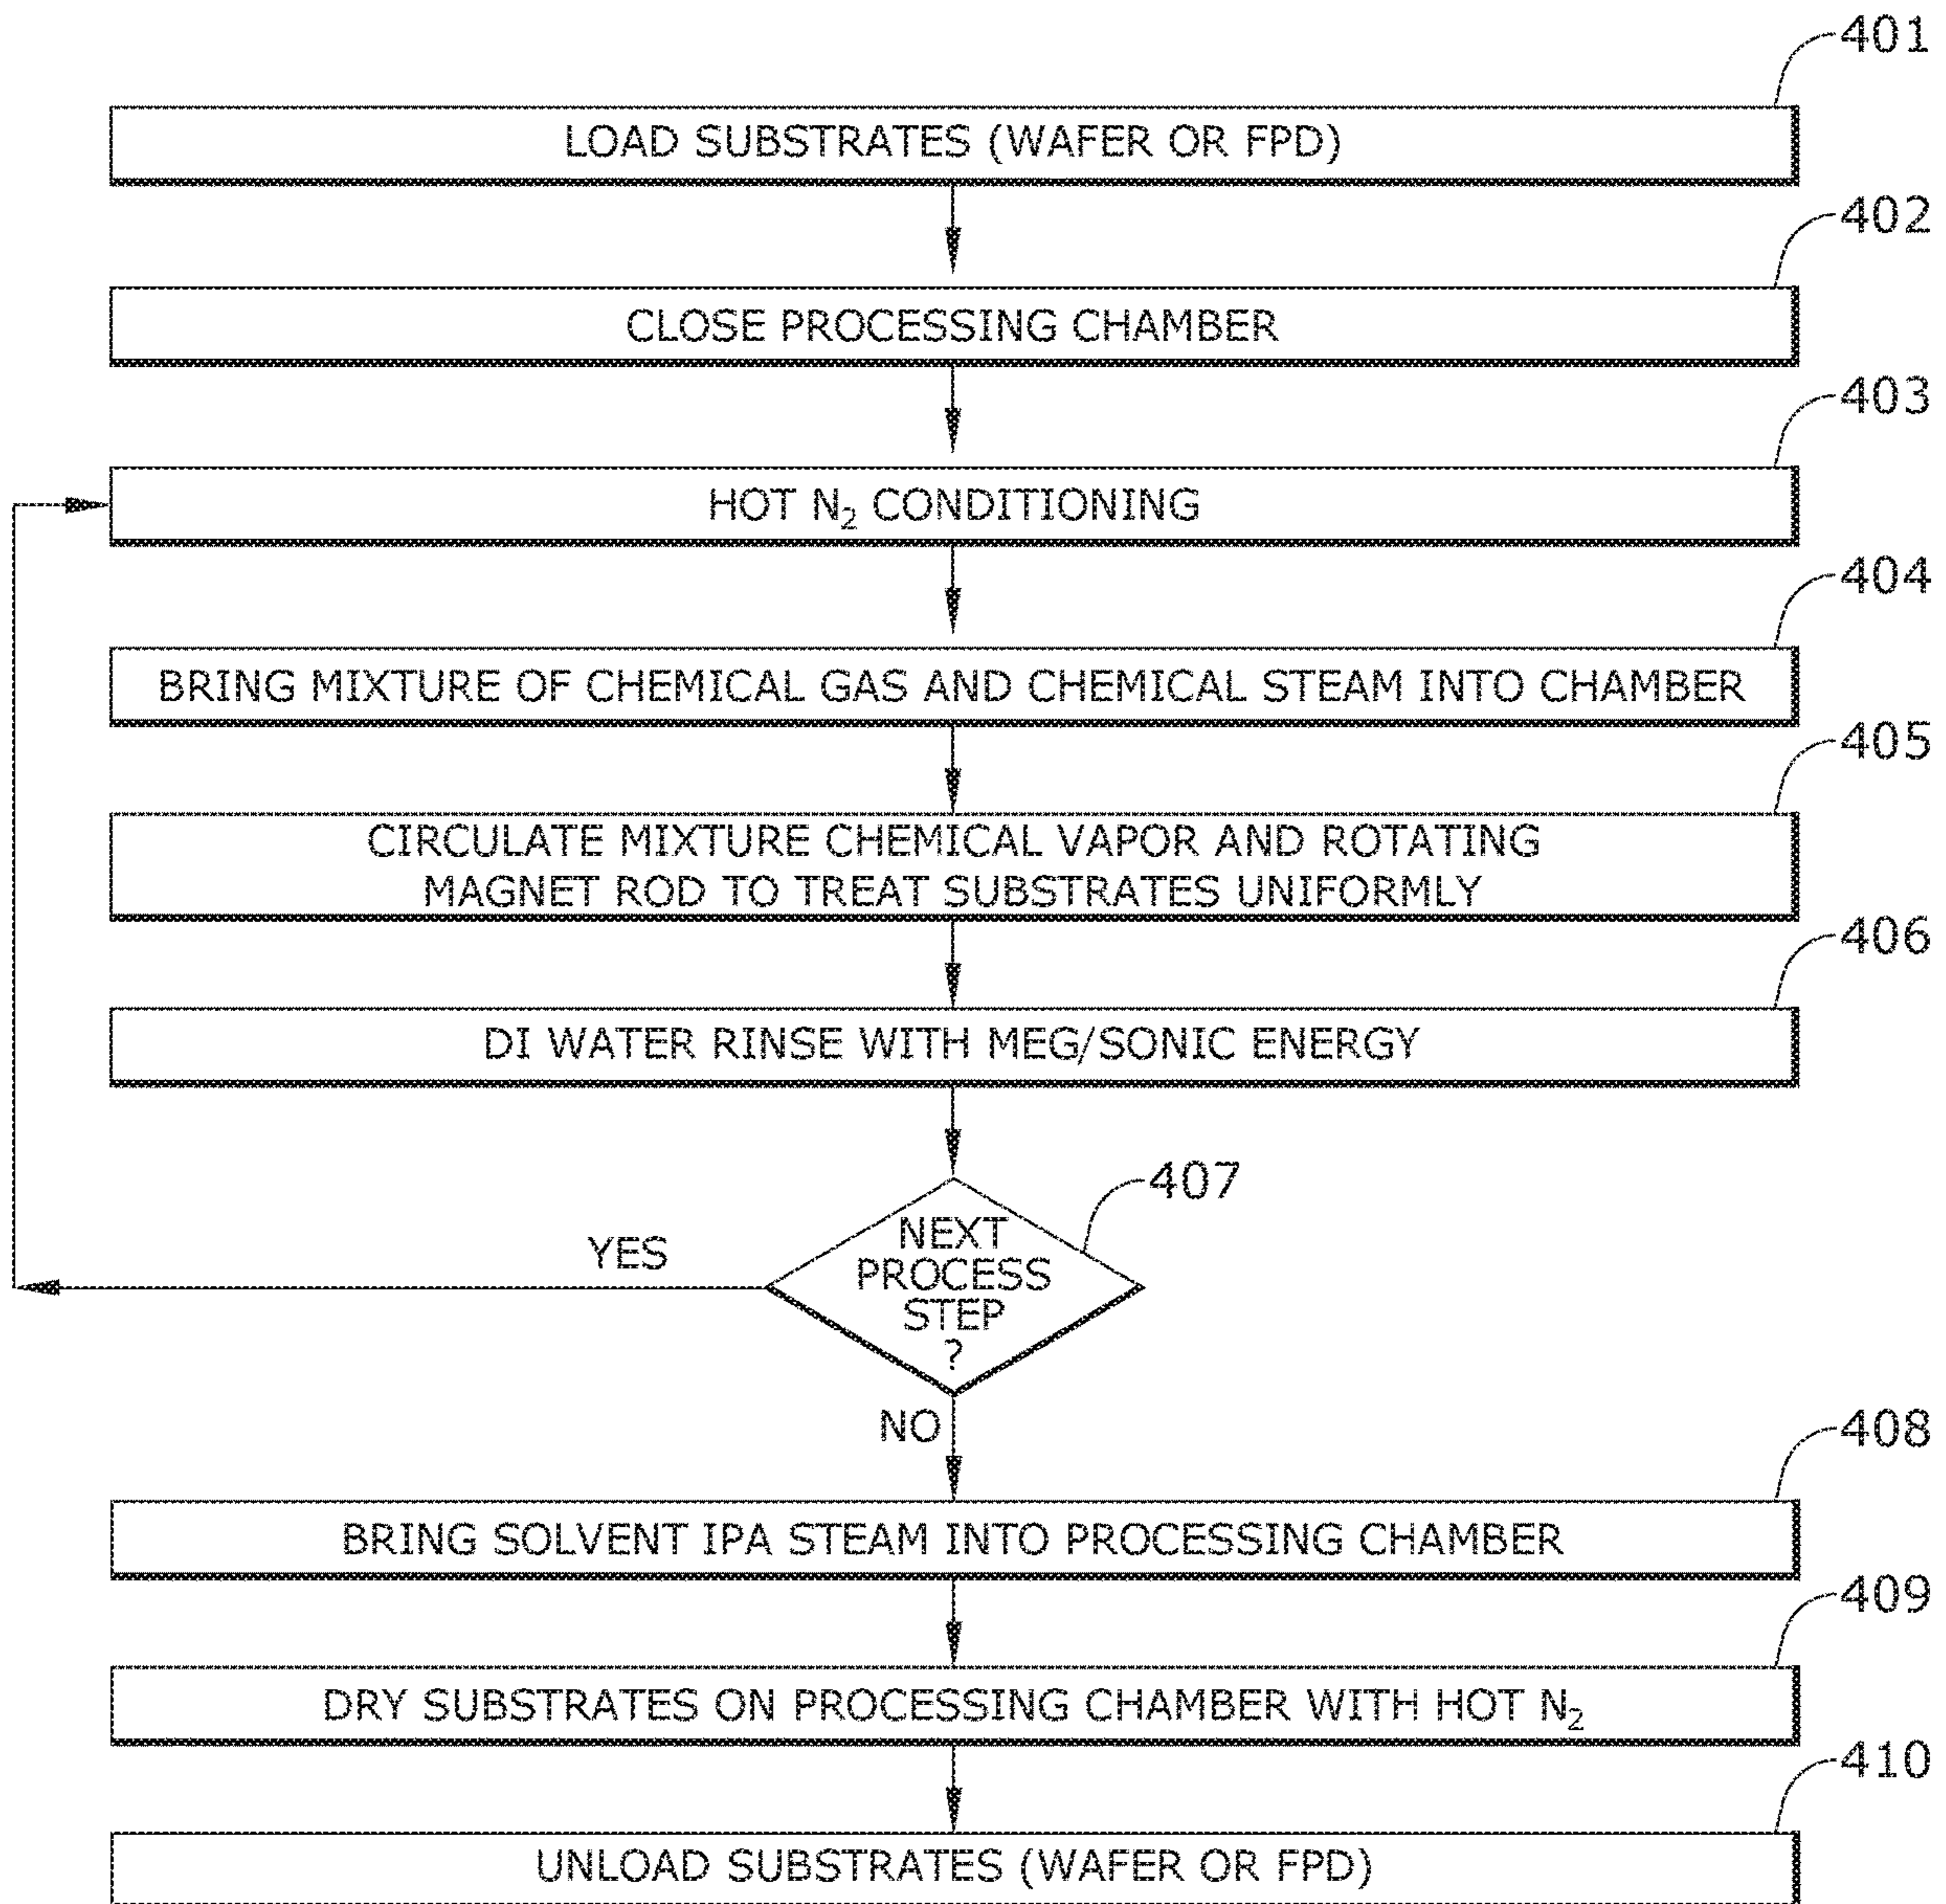 401
LOAD SUBSTRATES (WAFER OR FPD)
402
CLOSE PROCESSING CHAMBER
403
HOT N₂ CONDITIONING
404
BRING MIXTURE OF CHEMICAL GAS AND CHEMICAL STEAM INTO CHAMBER
405
CIRCULATE MIXTURE CHEMICAL VAPOR AND ROTATING
MAGNET ROD TO TREAT SUBSTRATES UNIFORMLY
406
DI WATER RINSE WITH MEG/SONIC ENERGY
407
NEXT
PROCESS
STEP
?
YES
NO
408
BRING SOLVENT IPA STEAM INTO PROCESSING CHAMBER
409
DRY SUBSTRATES ON PROCESSING CHAMBER WITH HOT N₂
410
UNLOAD SUBSTRATES (WAFER OR FPD)